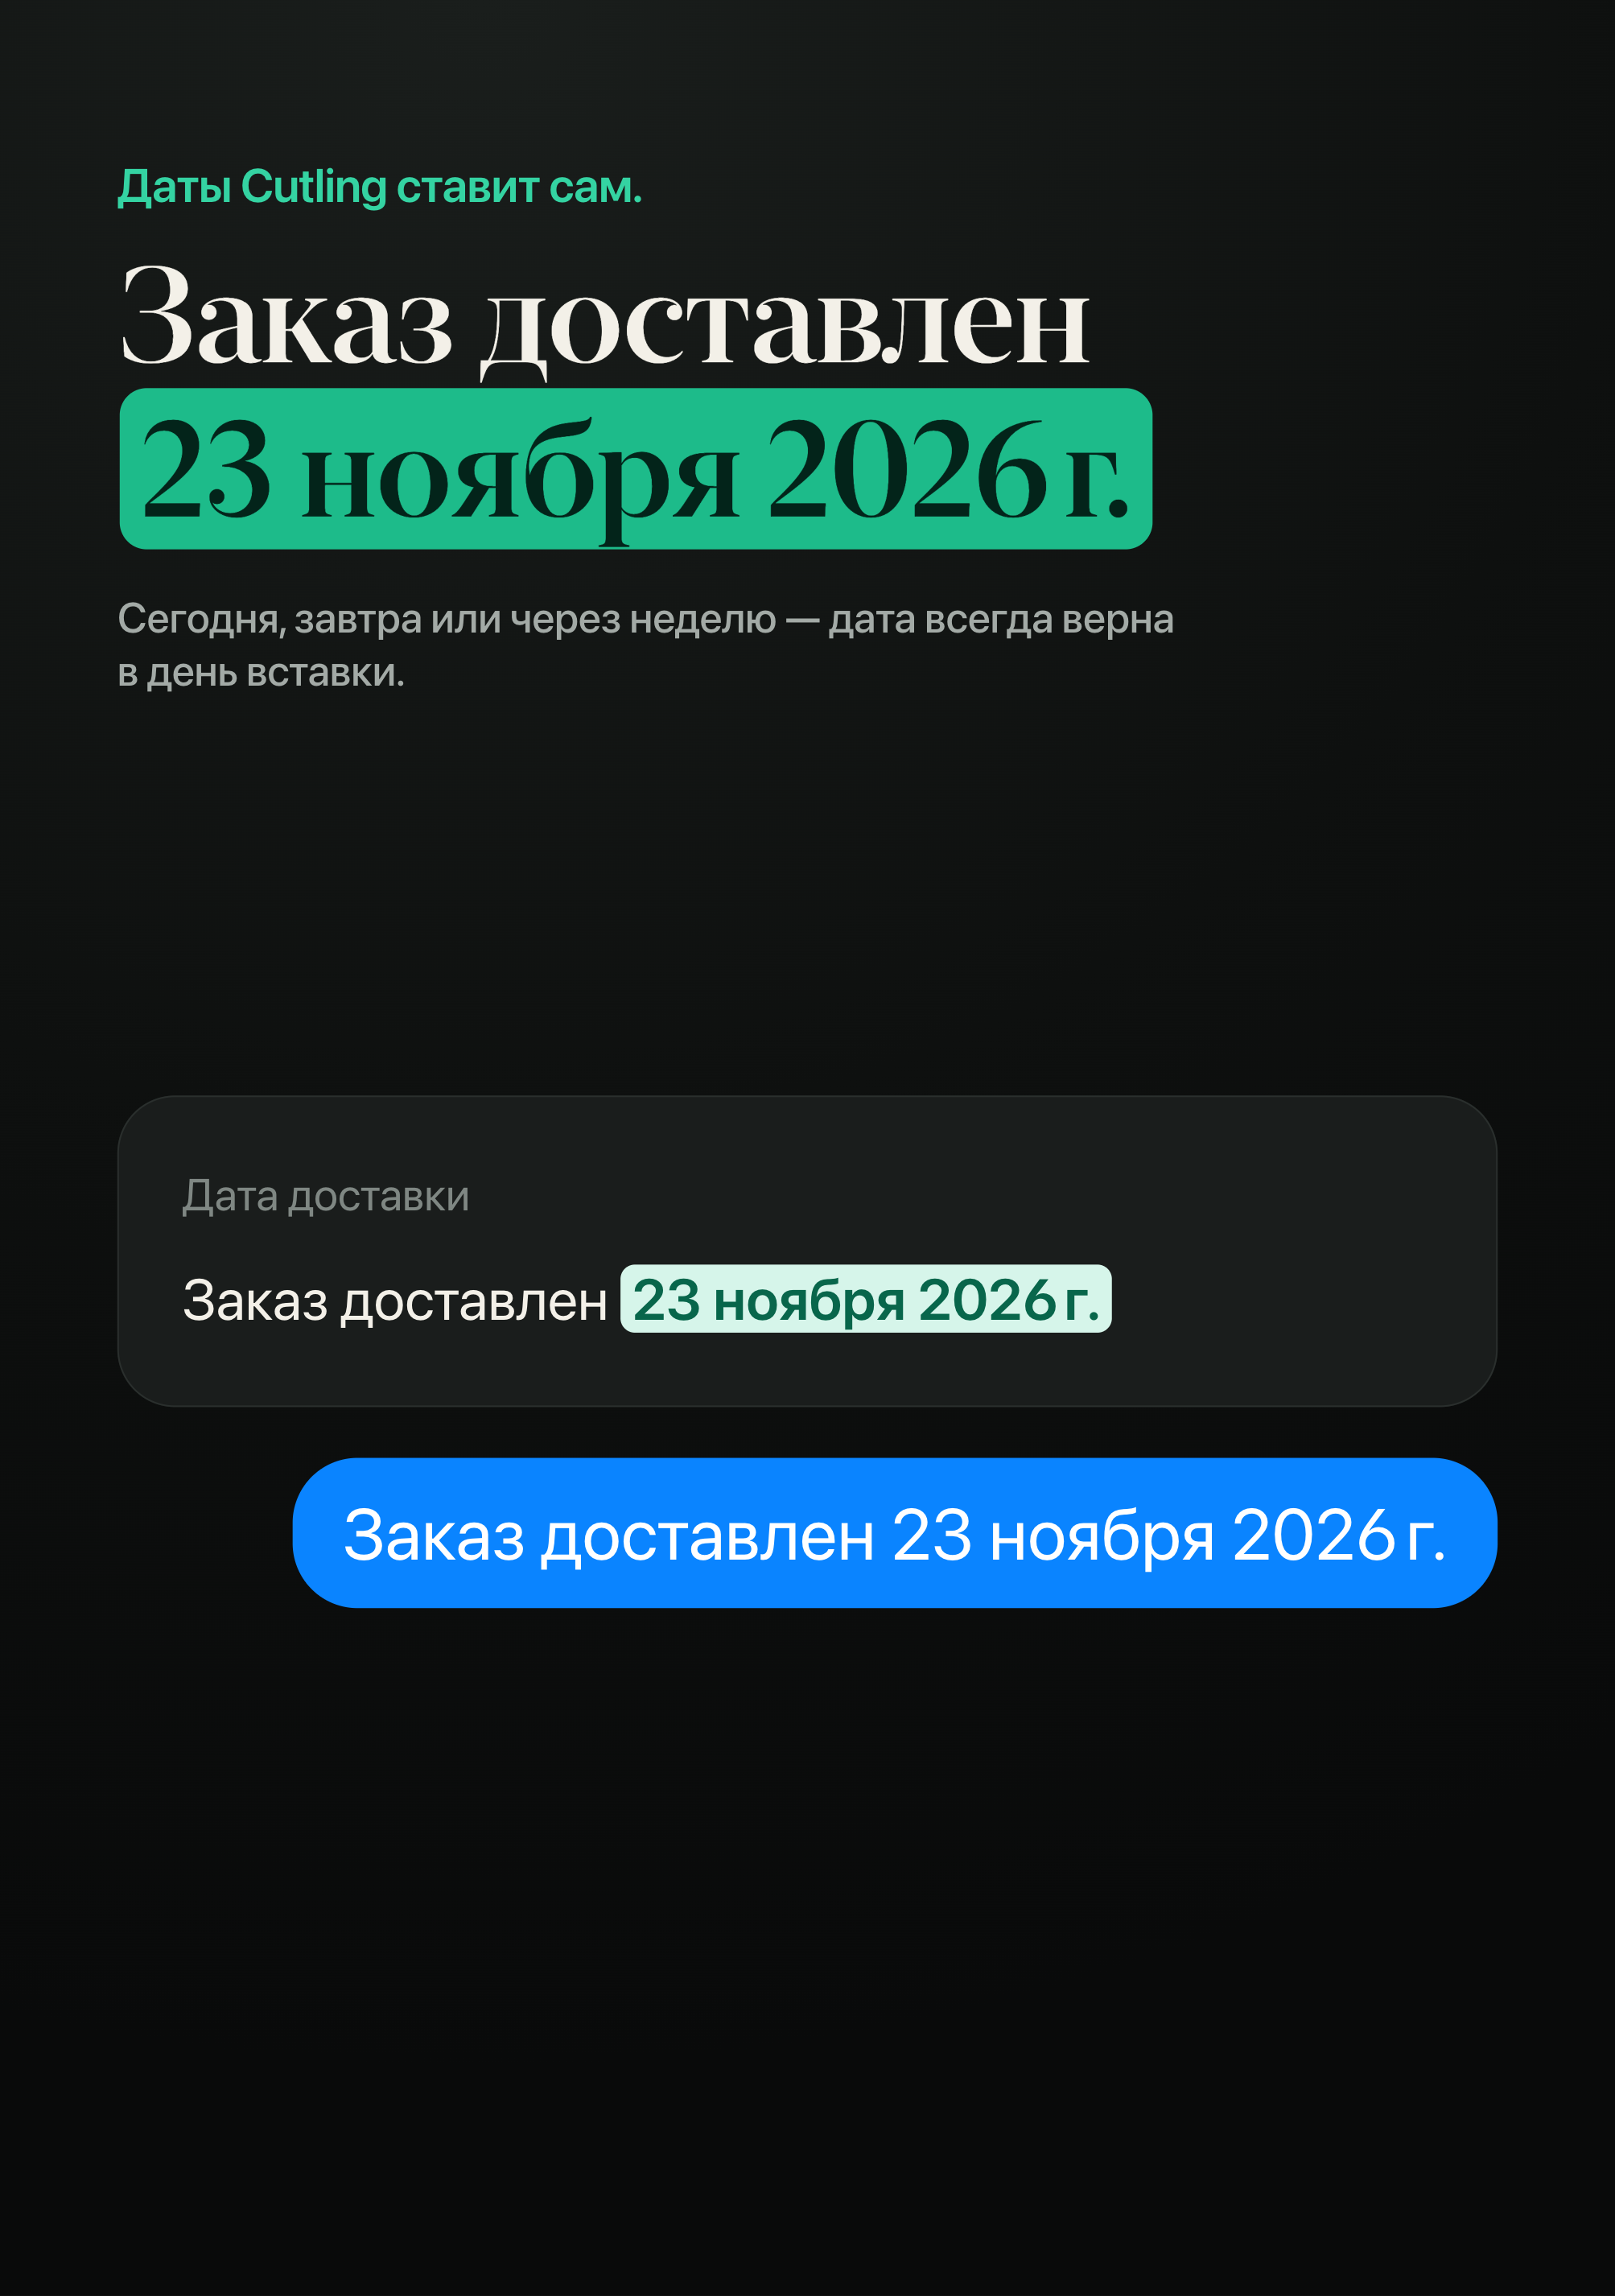 Даты Cutling ставит сам.
Заказ доставлен
23 ноября 2026 г.
Сегодня, завтра или через неделю — дата всегда верна
в день вставки.
Дата доставки
Заказ доставлен 23 ноября 2026 г.
Заказ доставлен 23 ноября 2026 г.